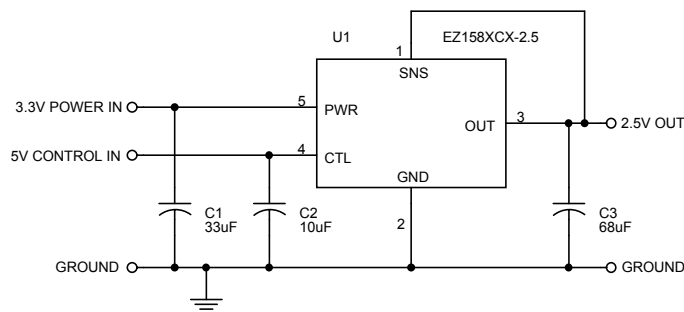 U1
EZ158XCX-2.5
1
SNS
3.3V POWER IN
5
PWR
OUT
3
2.5V OUT
5V CONTROL IN
4
CTL
GND
2
C1
33uF
C2
10uF
C3
68uF
GROUND
GROUND